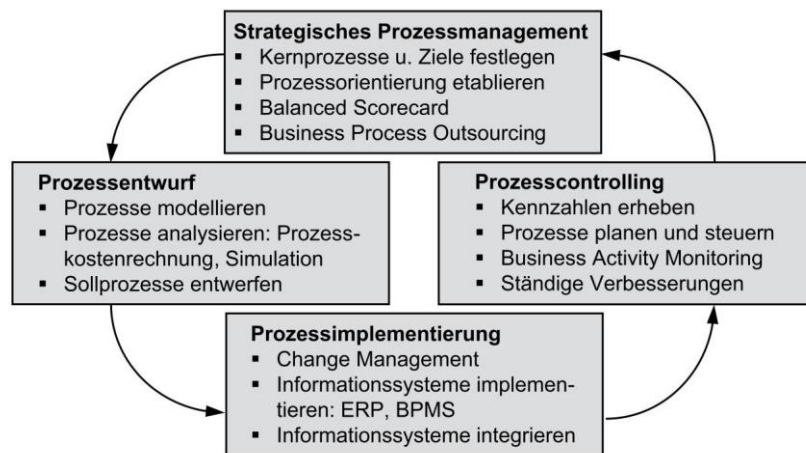 Strategisches Prozessmanagement
▪ Kernprozesse u. Ziele festlegen
▪ Prozessorientierung etablieren
▪ Balanced Scorecard
▪ Business Process Outsourcing
Prozessentwurf
▪ Prozesse modellieren
▪ Prozesse analysieren: Prozess-
kostenrechnung, Simulation
▪ Sollprozesse entwerfen
Prozesscontrolling
▪ Kennzahlen erheben
▪ Prozesse planen und steuern
▪ Business Activity Monitoring
▪ Ständige Verbesserungen
Prozessimplementierung
▪ Change Management
▪ Informationssysteme implemen-
tieren: ERP, BPMS
▪ Informationssysteme integrieren